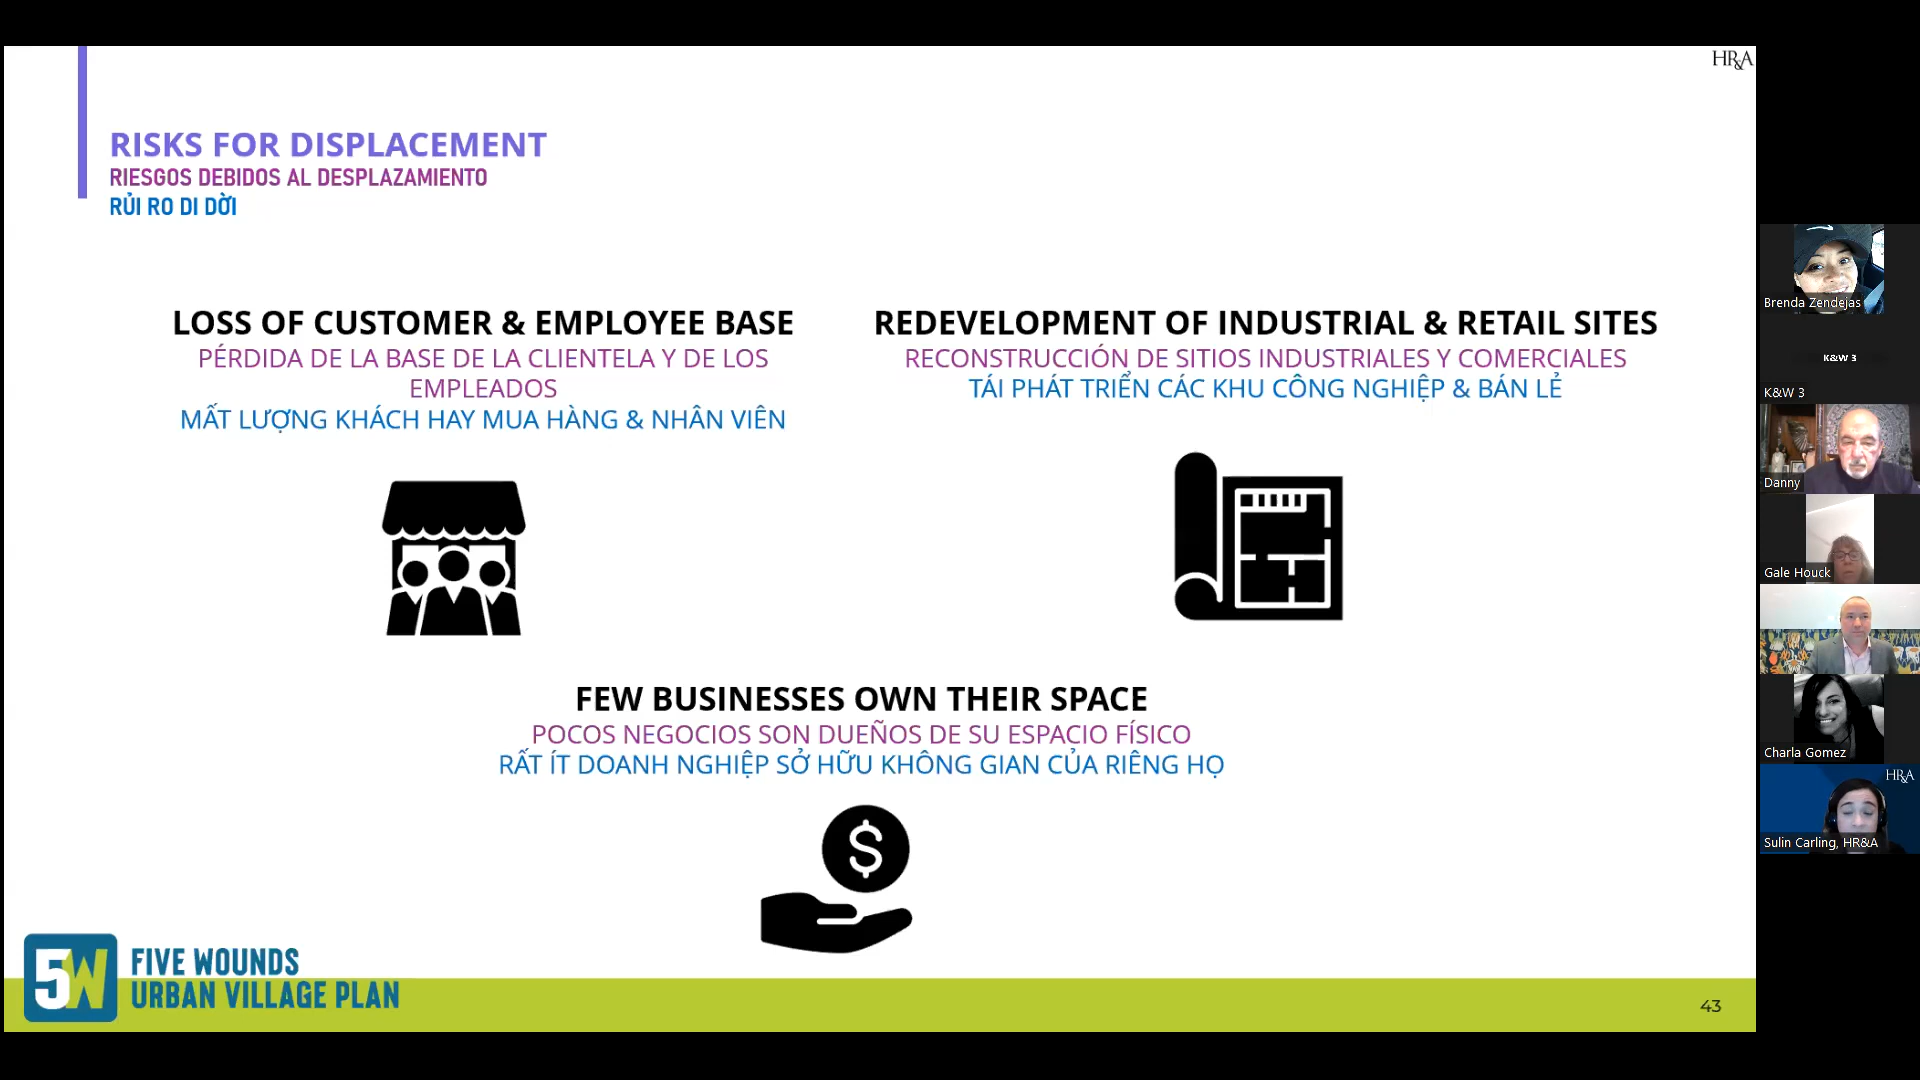 HR&A
RISKS FOR DISPLACEMENT
RIESGOS DEBIDOS AL DESPLAZAMIENTO
RỦI RO DI DỜI
LOSS OF CUSTOMER & EMPLOYEE BASE
PÉRDIDA DE LA BASE DE LA CLIENTELA Y DE LOS
EMPLEADOS
MẤT LƯỢNG KHÁCH HAY MUA HÀNG & NHÂN VIÊN
REDEVELOPMENT OF INDUSTRIAL & RETAIL SITES
RECONSTRUCCIÓN DE SITIOS INDUSTRIALES Y COMERCIALES
TÁI PHÁT TRIỂN CÁC KHU CÔNG NGHIỆP & BÁN LẺ
FEW BUSINESSES OWN THEIR SPACE
POCOS NEGOCIOS SON DUEÑOS DE SU ESPACIO FÍSICO
RẤT ÍT DOANH NGHIỆP SỞ HỮU KHÔNG GIAN CỦA RIÊNG HỌ
$
5W
FIVE WOUNDS
URBAN VILLAGE PLAN
43
Brenda Zendejas
K&W 3
K&W 3
Danny
Gale Houck
Charla Gomez
HR&A
Sulin Carling, HR&A